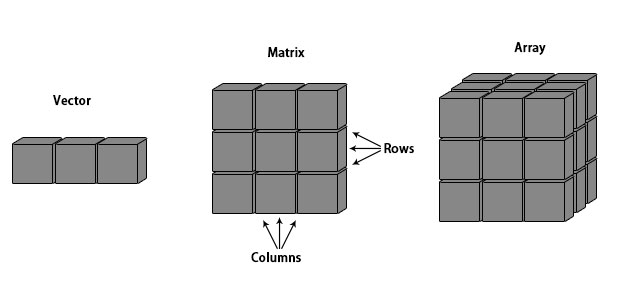 Vector
Matrix
Rows
Columns
Array